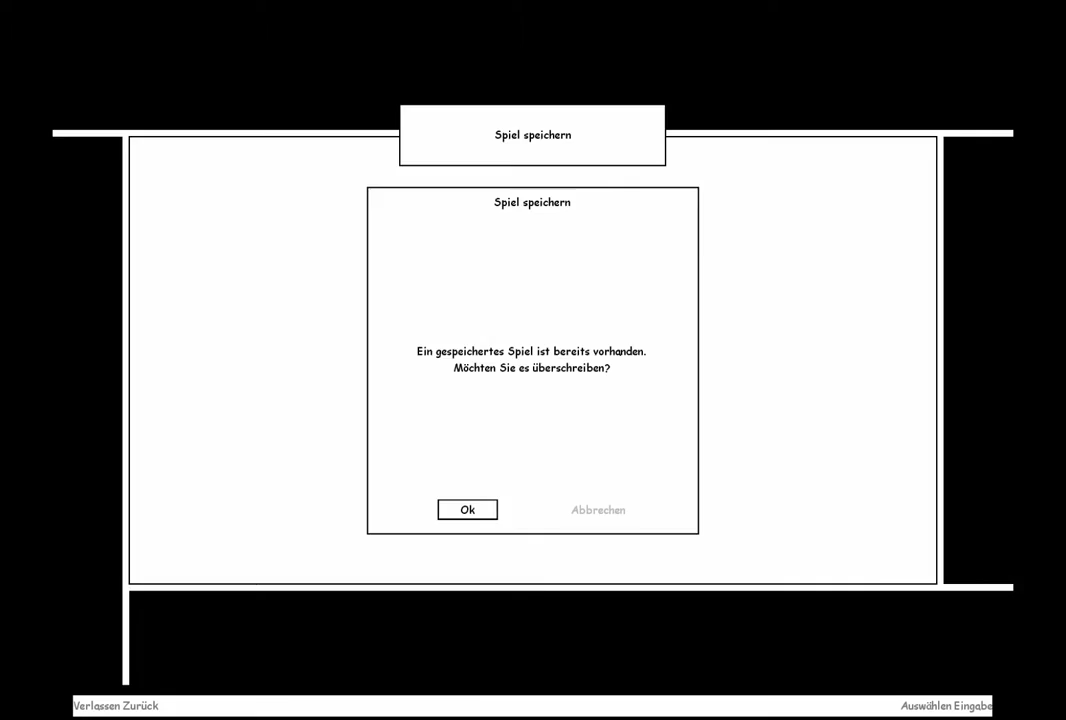 Spiel speichern
Spiel speichern
Ein gespeichertes Spiel ist bereits vorhanden.
Möchten Sie es überschreiben?
Ok Abbrechen
Verlassen Zurück Auswählen Eingabe